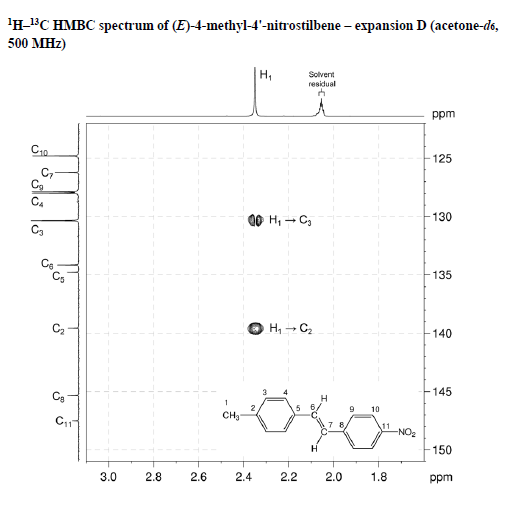 ¹H–¹³C HMBC spectrum of (E)-4-methyl-4'-nitrostilbene – expansion D (acetone-d₆,
500 MHz)
H₁
Solvent
residual
ppm
C₁₀
C₇
C₉
C₄
C₃
C₆
C₅
C₂
C₈
C₁₁
125
130
135
140
145
150
H₁ → C₃
H₁ → C₂
1
CH₃
2
3
4
5
6
H
7
8
9
10
11
NO₂
H
3.0 2.8 2.6 2.4 2.2 2.0 1.8 ppm